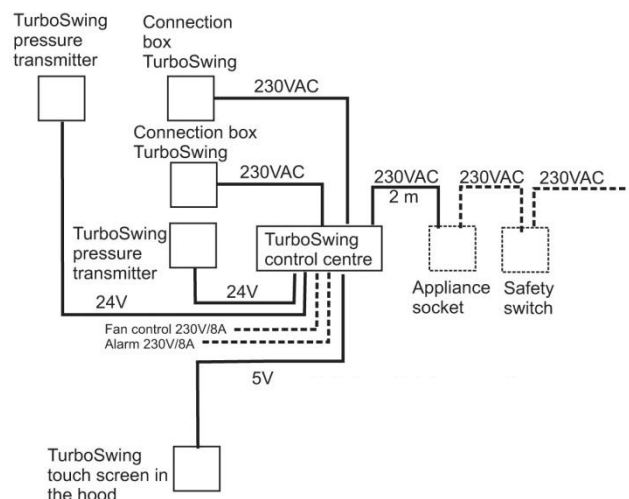 TurboSwing
pressure
transmitter
Connection
box
TurboSwing
230VAC
Connection box
TurboSwing
230VAC
230VAC
2 m
230VAC
230VAC
TurboSwing
pressure
transmitter
TurboSwing
control centre
Appliance
socket
Safety
switch
24V
24V
Fan control 230V/8A
Alarm 230V/8A
5V
TurboSwing
touch screen in
the hood